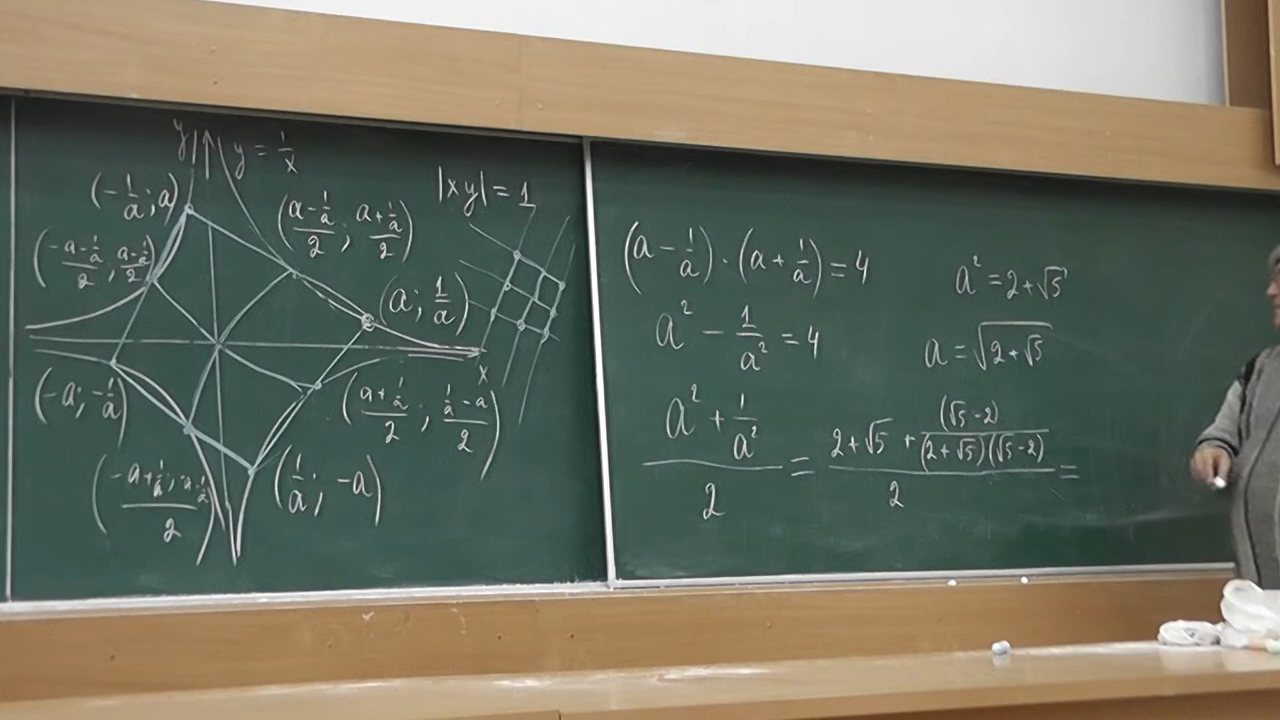 y
y = 1/x
|xy| = 1
(-1/a; a)
((a - 1/a)/2; (a + 1/a)/2)
((-a - 1/a)/2; (a - 1/a)/2)
(a; 1/a)
x
(-a; -1/a)
((a + 1/a)/2; (1/a - a)/2)
(1/a; -a)
(a - 1/a) · (a + 1/a) = 4
a² - 1/a² = 4
(a² + 1/a²)/2 = (2 + √5 + (√5 - 2)/((2 + √5)(√5 - 2)))/2 =
a² = 2 + √5
a = √(2 + √5)